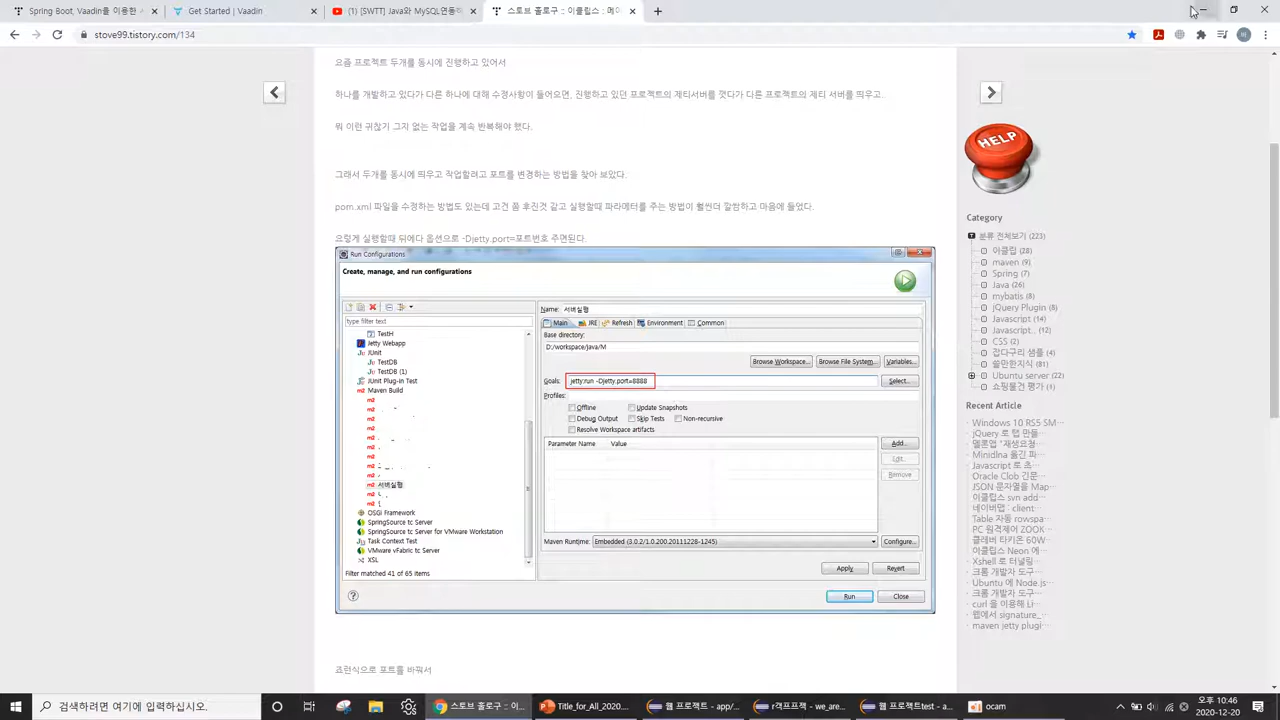 Spring Boot, Vaadin을 이용한
Get Started | Vaadin
(1) [SWTT] Java와 MySQL연동하
스토브 훌로구 :: 이클립스 : 메이
stove99.tistory.com/134
요즘 프로젝트 두개를 동시에 진행하고 있어서
하나를 개발하고 있다가 다른 하나에 대해 수정사항이 들어으면, 진행하고 있던 프로젝트의 제티서버를 껏다가 다른 프로젝트의 제티 서버를 띄우고.
뭐 이런 귀찮기 그지 없는 작업을 계속 반복해야 했다.
그래서 두개를 동시에 띄우고 작업할려고 포트를 변경하는 방법을 찾아 보았다.
pom.xml 파일을 수정하는 방법도 있는데 고건 쫌 후진것 같고 실행할때 파라메터를 주는 방법이 훨싼더 깔쌈하고 마음에 들었다.
으렇게 실행할때 뒤에다 옵션으로 -Djetty.port=포트번호 주면된다.
Run Configurations
Create, manage, and run configurations
type filter text
TestH
Jetty Webapp
JUnit
TestDB
TestDB (1)
JUnit Plug-in Test
Maven Build
서버실행
OSGi Framework
SpringSource tc Server
SpringSource tc Server for VMware Workstation
Task Context Test
VMware vFabric tc Server
XSL
Filter matched 41 of 65 items
Name: 서버실행
Main JRE Refresh Environment Common
Base directory:
D:/workspace/java/M
Browse Workspace... Browse File System... Variables...
Goals: jetty:run -Djetty.port=8888 Select...
Profiles:
Offline Update Snapshots
Debug Output Skip Tests Non-recursive
Resolve Workspace artifacts
Parameter Name Value
Add...
Edit...
Remove
Maven Runtime: Embedded (3.0.2/1.0.200.20111228-1245) Configure...
Apply Revert
Run Close
죠런식으로 포트를 바꿔서
HELP
Category
분류 전체보기 (223)
이클립 (28)
maven (9)
Spring (7)
Java (26)
mybatis (8)
jQuery Plugin (8)
Javascript (14)
Javascript.. (12)
CSS (2)
잡다구리 샘플 (4)
쓸만한지식 (81)
Ubuntu server (22)
쇼핑물건 평가 (1)
Recent Article
Windows 10 RS5 SM…
jQuery 로 탭 만들…
멜론앱 "재생요청…
Minidlna 옮긴 파…
Javascript 로 초…
Oracle Clob 긴문…
JSON 문자열을 Map…
이클립스 svn add…
네이버맵 : client…
Table 자동 rowspa…
PC 원격제어 ZOOK…
클레버 타키온 60W…
이클립스 Neon 에…
Xshell 로 터널링…
크롬 개발자 도구…
Ubuntu 에 Node.js…
크롬 개발자 도구…
curl 을 이용해 Li…
웹에서 signature_…
maven jetty plugi…
검색하려면 여기에 입력하십시오.
스토브 훌로구 :: 이...
Title_for_All_2020....
웹 프로젝트 - app/...
r객프프젝 - we_are...
웹 프로젝트test - a...
ocam
오후 10:46
2020-12-20